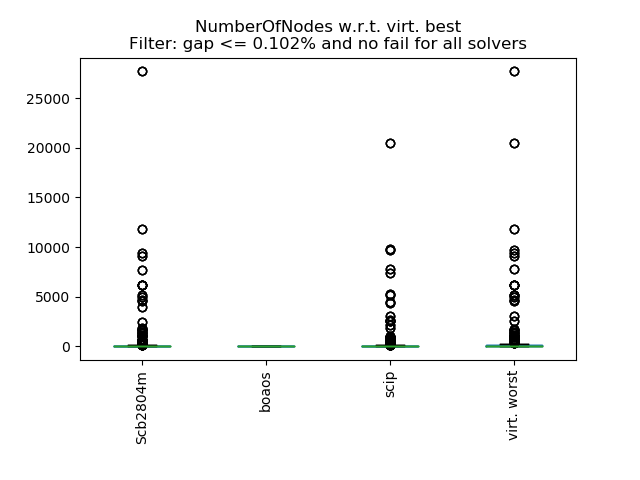 NumberOfNodes w.r.t. virt. best
Filter: gap <= 0.102% and no fail for all solvers
25000
20000
15000
10000
5000
0
Scb2804m
boaos
scip
virt. worst